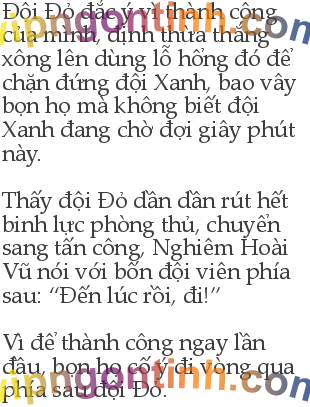 Đội Đỏ đắc ý vì thành công
của mình, định thừa thắng
xông lên dùng lỗ hổng đó để
chặn đứng đội Xanh, bao vây
bọn họ mà không biết đội
Xanh đang chờ đợi giây phút
này.
Thấy đội Đỏ dần dần rút hết
binh lực phòng thủ, chuyển
sang tấn công, Nghiêm Hoài
Vũ nói với bốn đội viên phía
sau: “Đến lúc rồi, đi!”
Vì để thành công ngay lần
đầu, bọn họ cố ý đi vòng qua
phía sau đội Đỏ.